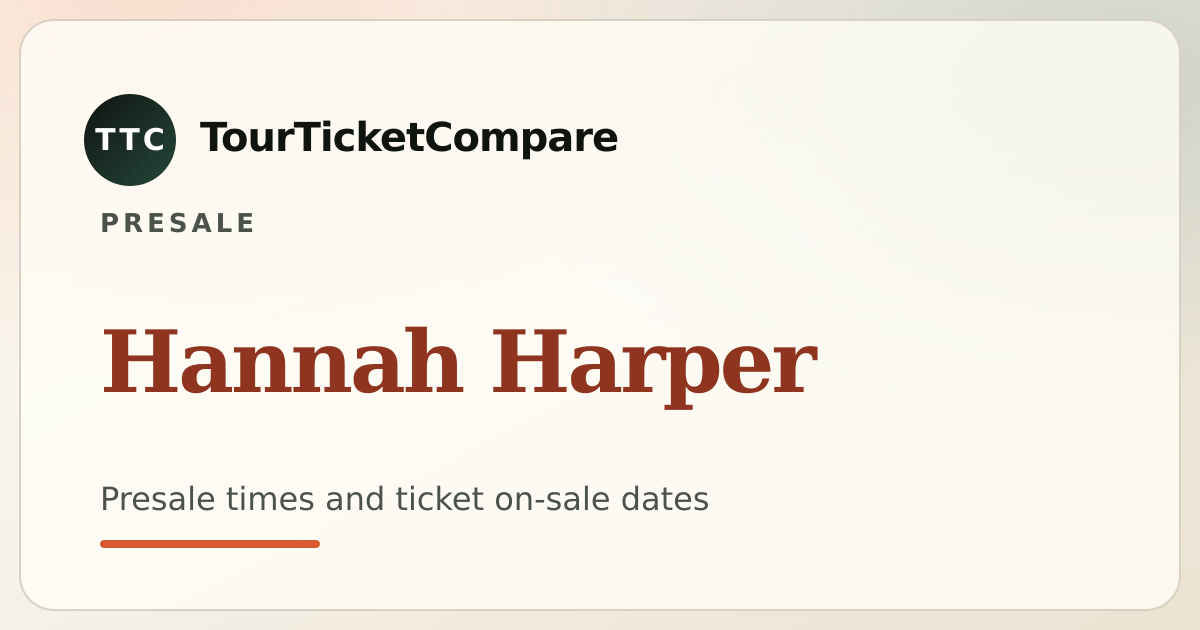 TTC TourTicketCompare
PRESALE
Hannah Harper
Presale times and ticket on-sale dates